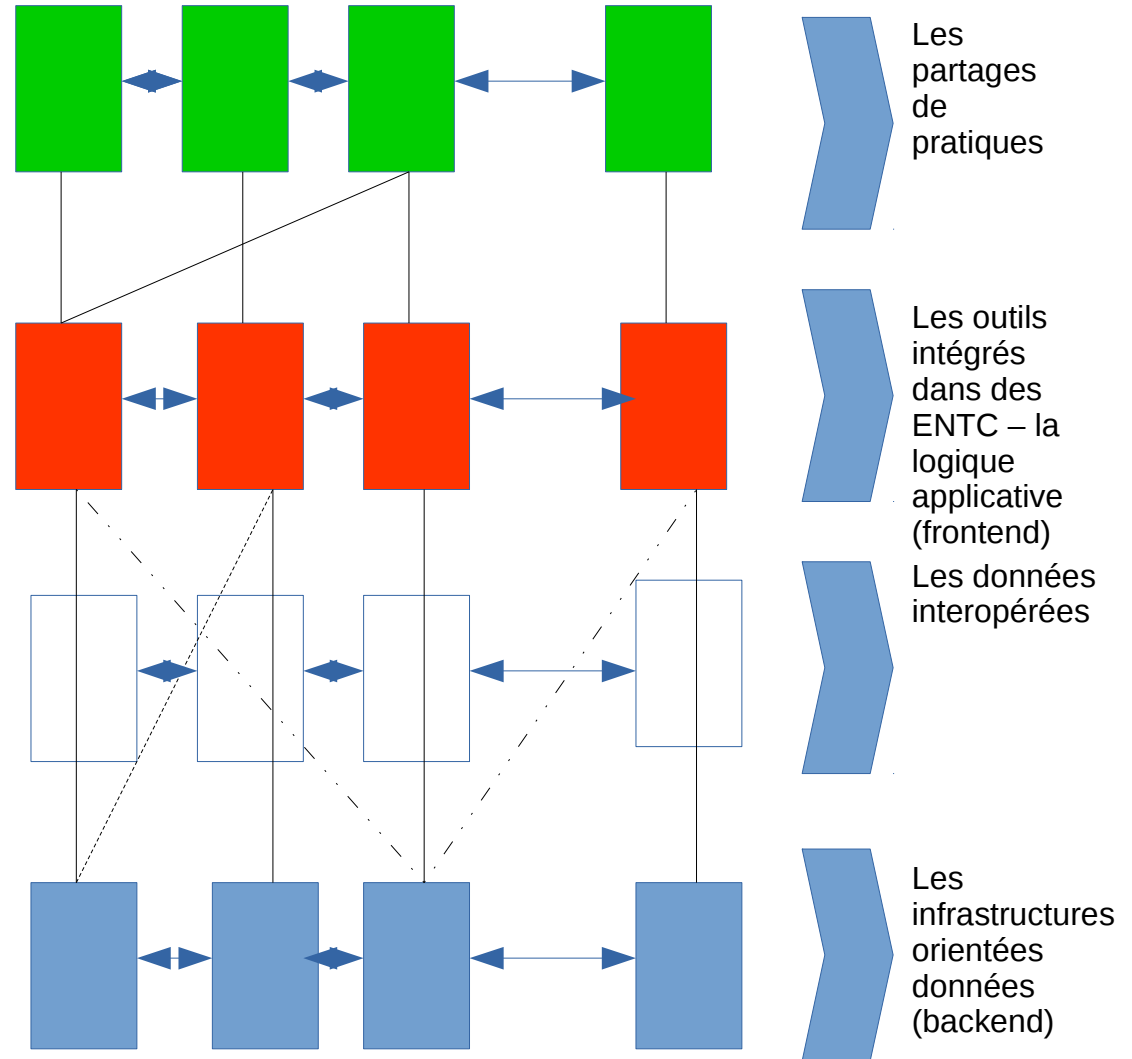 Les
partages
de
pratiques
Les outils
intégrés
dans des
ENTC – la
logique
applicative
(frontend)
Les données
interopérées
Les
infrastructures
orientées
données
(backend)